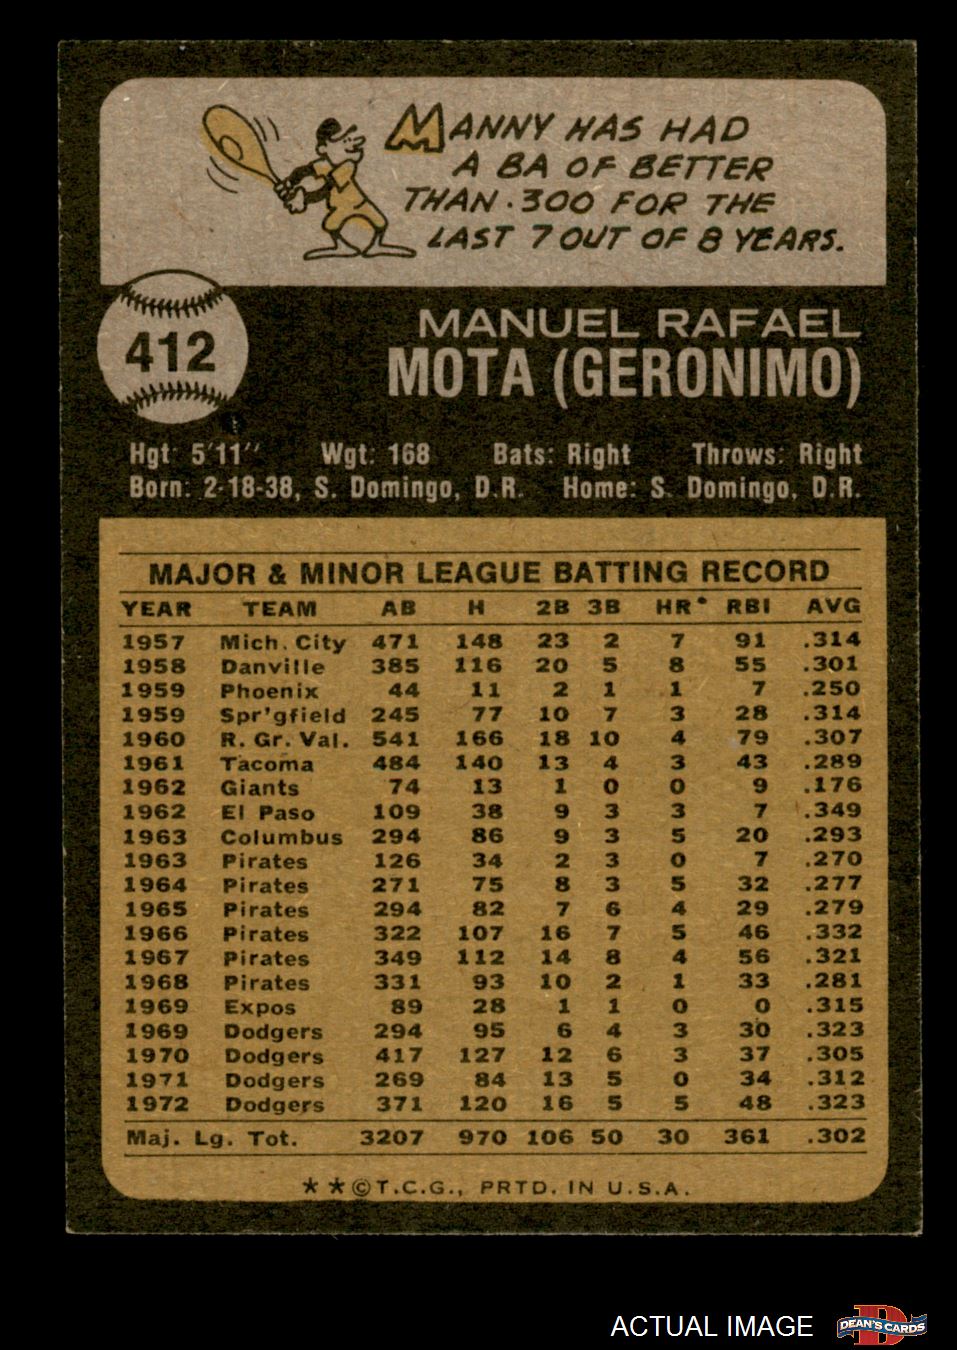 MANNY HAS HAD
A BA OF BETTER
THAN .300 FOR THE
LAST 7 OUT OF 8 YEARS.
412
MANUEL RAFAEL
MOTA (GERONIMO)
Hgt: 5'11" Wgt: 168 Bats: Right Throws: Right
Born: 2-18-38, S. Domingo, D.R. Home: S. Domingo, D.R.
MAJOR & MINOR LEAGUE BATTING RECORD
YEAR TEAM AB H 2B 3B HR RBI AVG
1957 Mich. City 471 148 23 2 7 91 .314
1958 Danville 385 116 20 5 8 55 .301
1959 Phoenix 44 11 2 1 1 7 .250
1959 Spr'gfield 245 77 10 7 3 28 .314
1960 R. Gr. Val. 541 166 18 10 4 79 .307
1961 Tacoma 484 140 13 4 3 43 .289
1962 Giants 74 13 1 0 0 9 .176
1962 El Paso 109 38 9 3 3 7 .349
1963 Columbus 294 86 9 3 5 20 .293
1963 Pirates 126 34 2 3 0 7 .270
1964 Pirates 271 75 8 3 5 32 .277
1965 Pirates 294 82 7 6 4 29 .279
1966 Pirates 322 107 16 7 5 46 .332
1967 Pirates 349 112 14 8 4 56 .321
1968 Pirates 331 93 10 2 1 33 .281
1969 Expos 89 28 1 1 0 0 .315
1969 Dodgers 294 95 6 4 3 30 .323
1970 Dodgers 417 127 12 6 3 37 .305
1971 Dodgers 269 84 13 5 0 34 .312
1972 Dodgers 371 120 16 5 5 48 .323
Maj. Lg. Tot. 3207 970 106 50 30 361 .302
★ ★ © T.C.G., PRTD. IN U.S.A.
ACTUAL IMAGE
DEAN'S CARDS